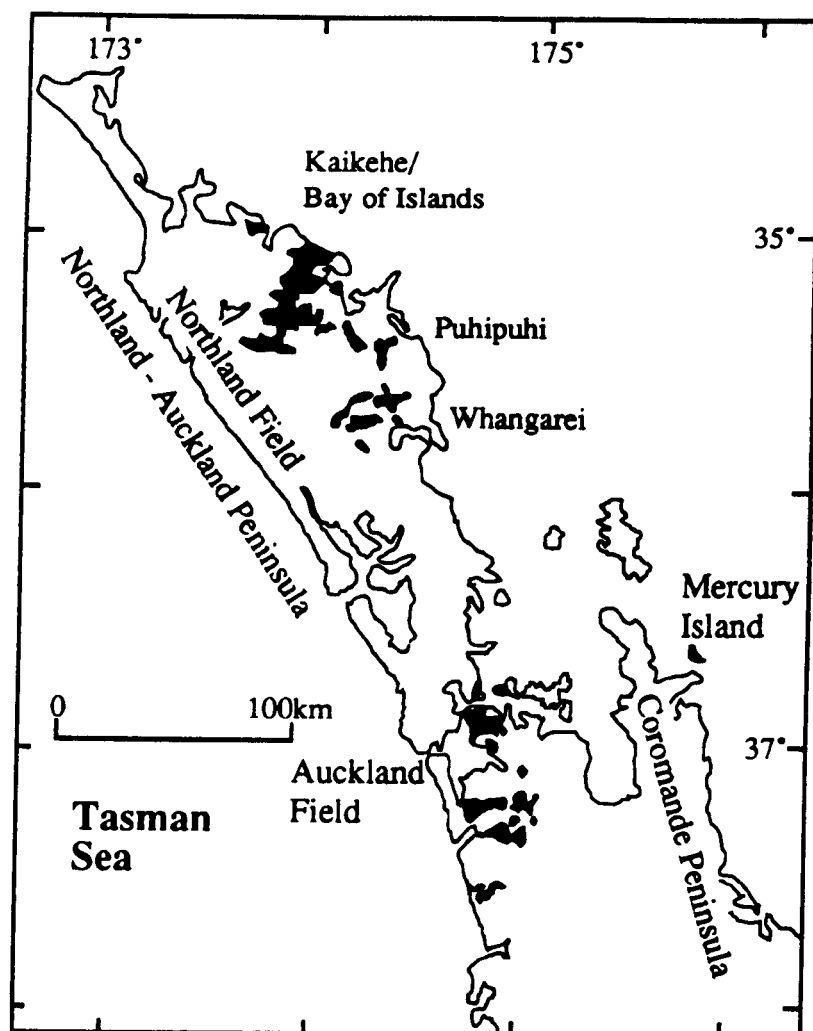 173°
175°
Kaikehe/
Bay of Islands
35°
Northland Field
Northland - Auckland Peninsula
Puhipuhi
Whangarei
Mercury
Island
0 100km
Coromande Peninsula
37°
Auckland
Field
Tasman
Sea